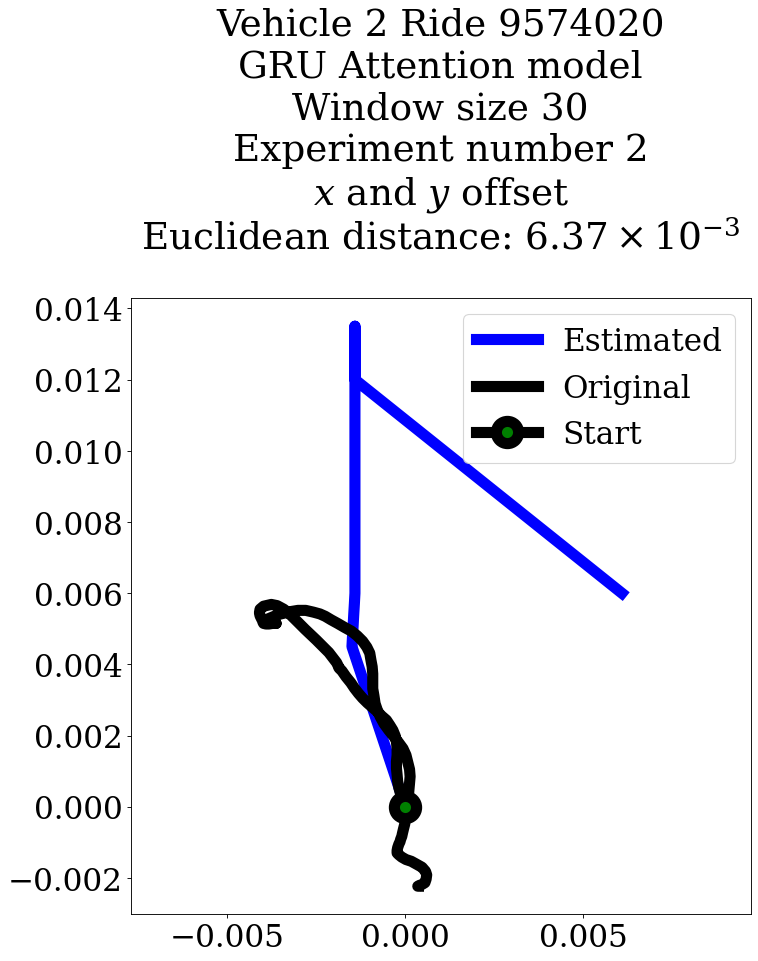 Vehicle 2 Ride 9574020
GRU Attention model
Window size 30
Experiment number 2
x and y offset
Euclidean distance: 6.37 × 10⁻³
0.014
0.012
0.010
0.008
0.006
0.004
0.002
0.000
−0.002
Estimated
Original
Start
−0.005 0.000 0.005